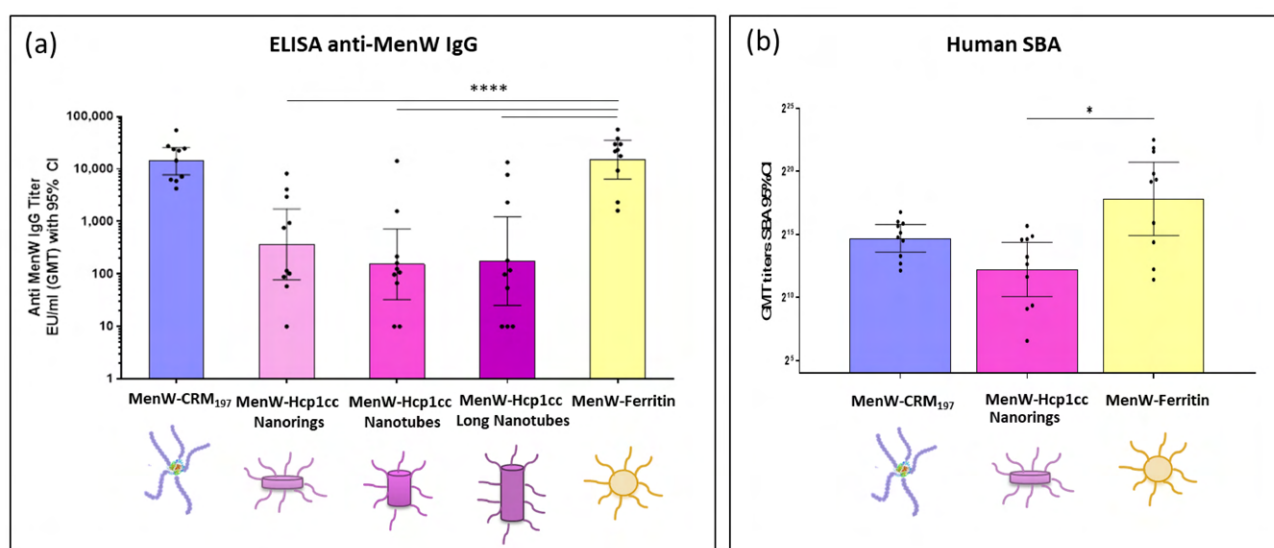 (a)
ELISA anti-MenW IgG
****
Anti MenW IgG Titer
EU/ml (GMT) with 95% CI
100,000
10,000
1,000
100
10
1
MenW-CRM197
MenW-Hcp1cc
Nanorings
MenW-Hcp1cc
Nanotubes
MenW-Hcp1cc
Long Nanotubes
MenW-Ferritin
(b)
Human SBA
*
GMT titers SBA 95%CI
2^25
2^20
2^15
2^10
2^5
MenW-CRM197
MenW-Hcp1cc
Nanorings
MenW-Ferritin